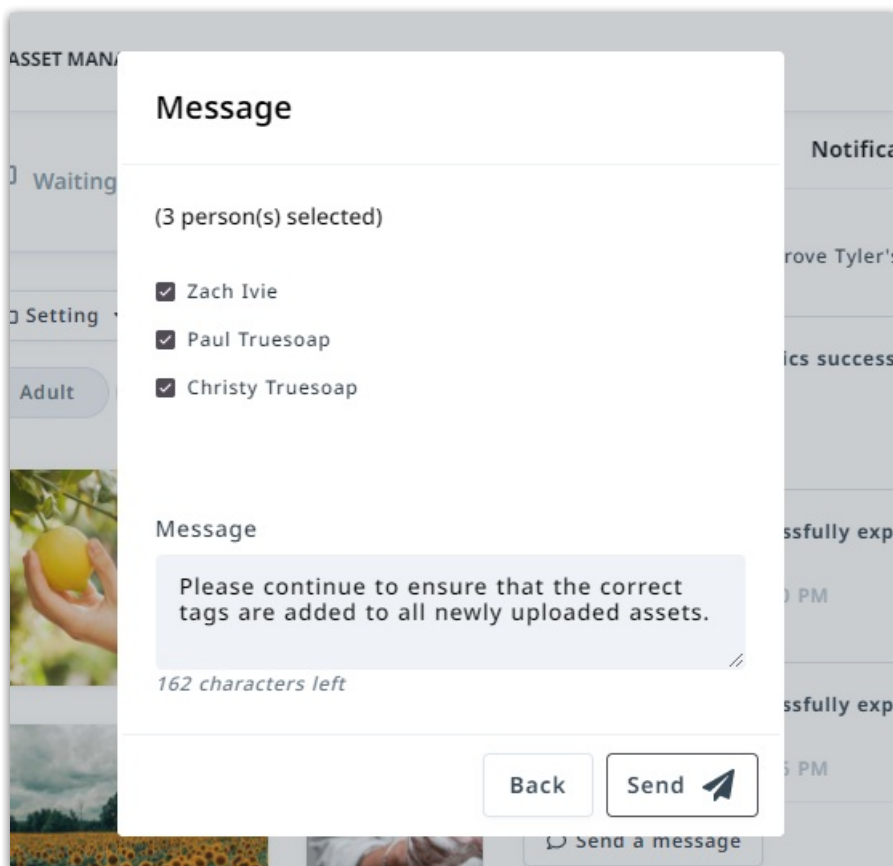 ASSET MANA
Message
Notifica
Waiting
(3 person(s) selected)
rove Tyler's
Zach Ivie
Setting
Paul Truesoap
ics success
Christy Truesoap
Adult
Message
ssfully exp
Please continue to ensure that the correct
tags are added to all newly uploaded assets.
0 PM
162 characters left
ssfully exp
5 PM
Back
Send
Send a message